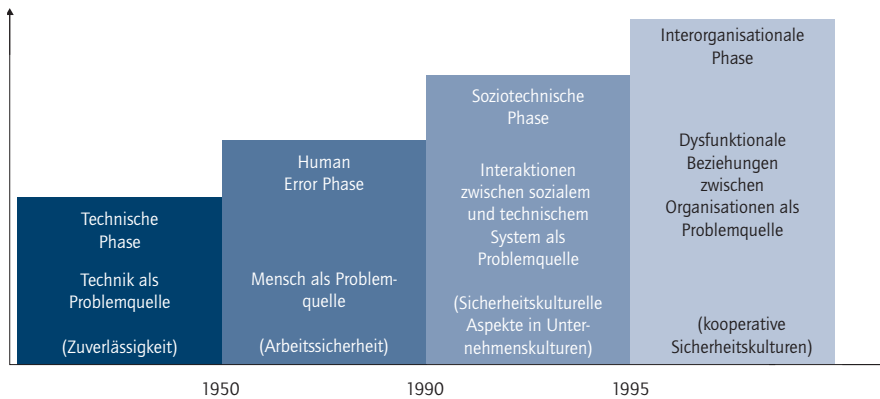 Technische
Phase
Technik als
Problemquelle
(Zuverlässigkeit)
Human
Error Phase
Mensch als Problem-
quelle
(Arbeitssicherheit)
Soziotechnische
Phase
Interaktionen
zwischen sozialem
und technischem
System als
Problemquelle
(Sicherheitskulturelle
Aspekte in Unter-
nehmenskulturen)
Interorganisationale
Phase
Dysfunktionale
Beziehungen
zwischen
Organisationen als
Problemquelle
(kooperative
Sicherheitskulturen)
1950
1990
1995